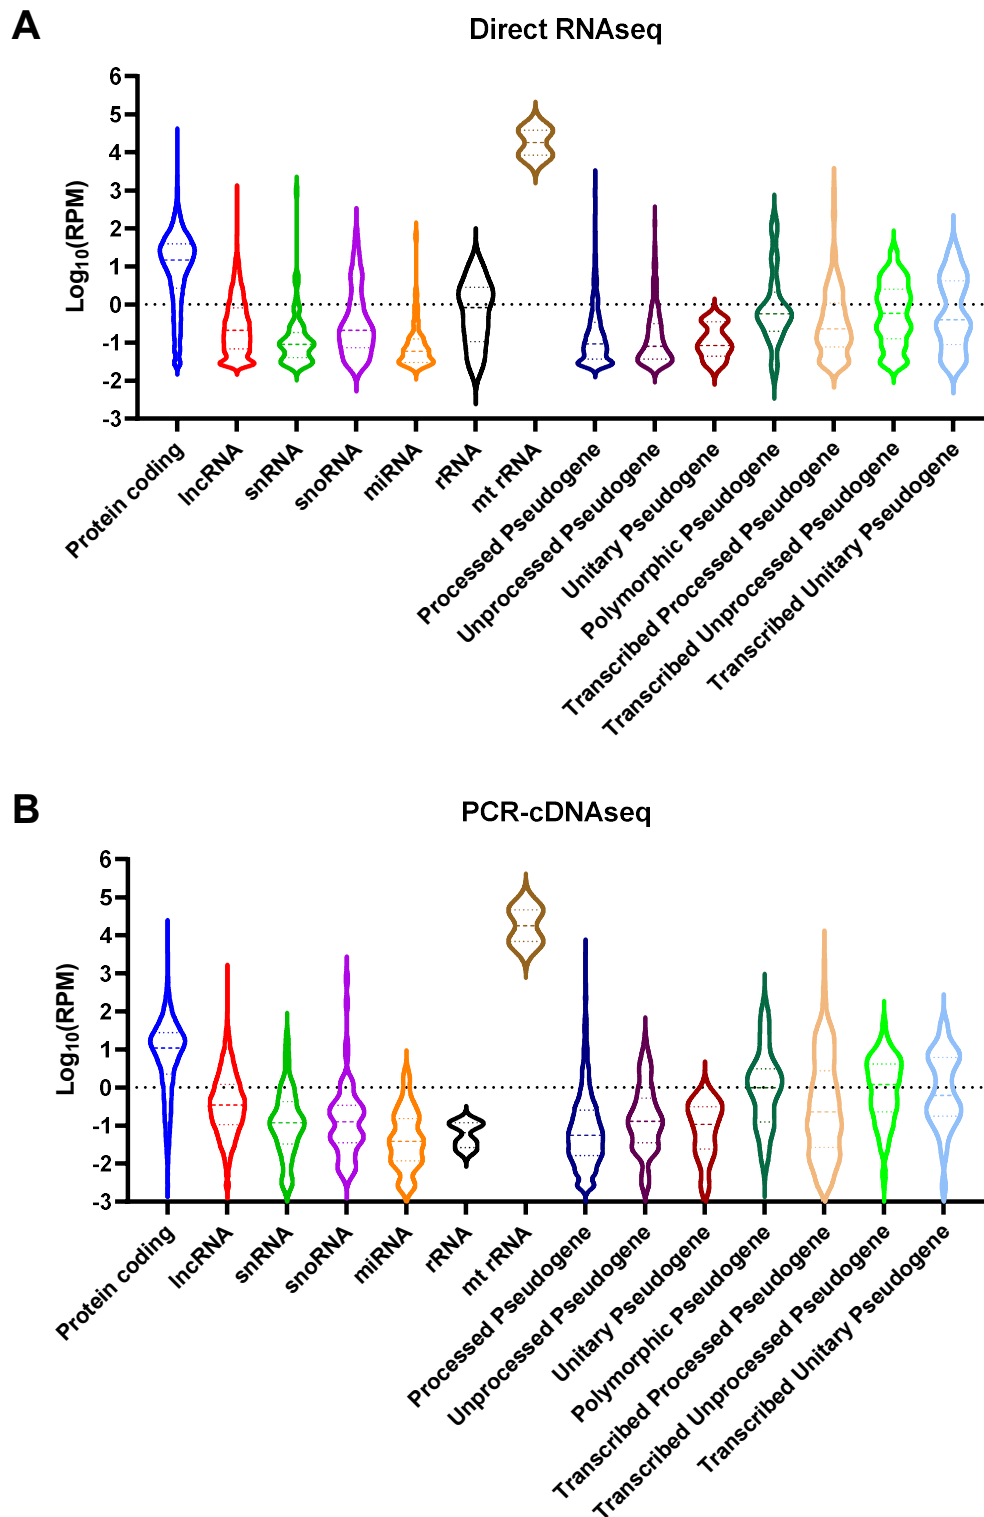 A
Direct RNAseq
Log10(RPM)
6
5
4
3
2
1
0
-1
-2
-3
Protein coding
lncRNA
snRNA
snoRNA
miRNA
rRNA
mt rRNA
Processed Pseudogene
Unprocessed Pseudogene
Unitary Pseudogene
Polymorphic Pseudogene
Transcribed Processed Pseudogene
Transcribed Unprocessed Pseudogene
Transcribed Unitary Pseudogene
B
PCR-cDNAseq
Log10(RPM)
6
5
4
3
2
1
0
-1
-2
-3
Protein coding
lncRNA
snRNA
snoRNA
miRNA
rRNA
mt rRNA
Processed Pseudogene
Unprocessed Pseudogene
Unitary Pseudogene
Polymorphic Pseudogene
Transcribed Processed Pseudogene
Transcribed Unprocessed Pseudogene
Transcribed Unitary Pseudogene